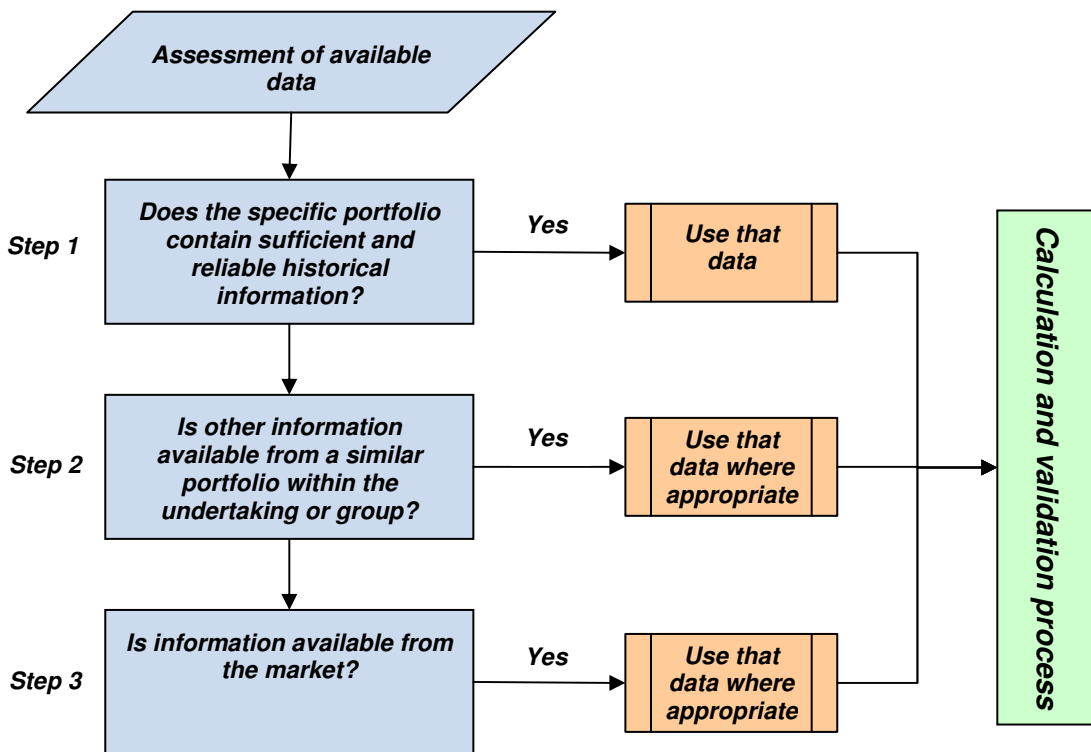 Assessment of available
data
Step 1
Does the specific portfolio
contain sufficient and
reliable historical
information?
Yes
Use that
data
Step 2
Is other information
available from a similar
portfolio within the
undertaking or group?
Yes
Use that
data where
appropriate
Step 3
Is information available from
the market?
Yes
Use that
data where
appropriate
Calculation and validation process